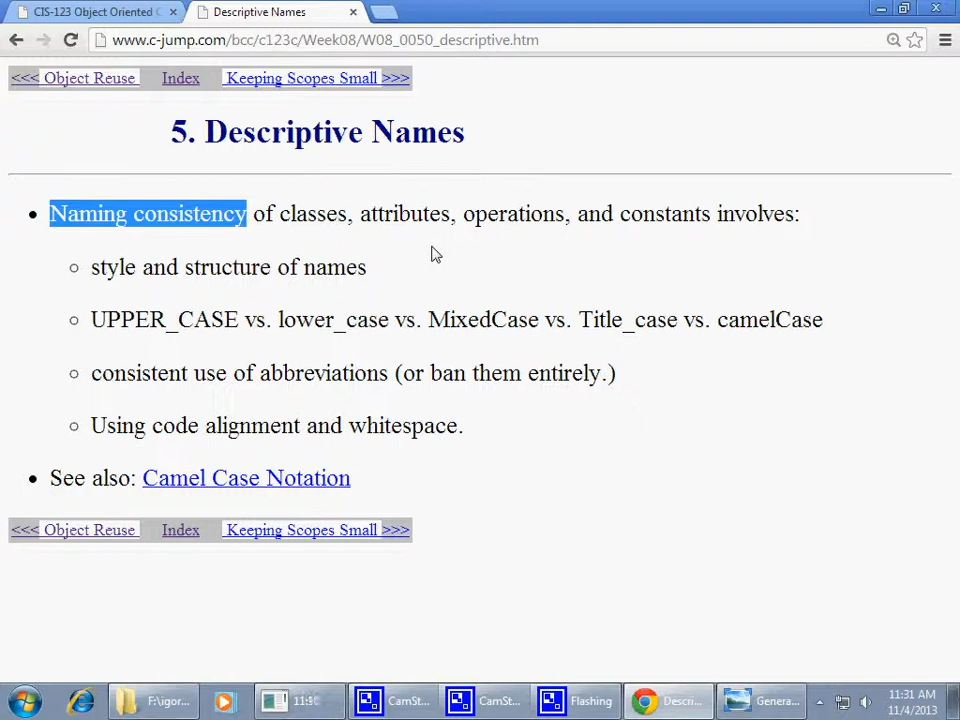 CIS-123 Object Oriented C
Descriptive Names
www.c-jump.com/bcc/c123c/Week08/W08_0050_descriptive.htm
<<< Object Reuse Index Keeping Scopes Small >>>
5. Descriptive Names
• Naming consistency of classes, attributes, operations, and constants involves:
◦ style and structure of names
◦ UPPER_CASE vs. lower_case vs. MixedCase vs. Title_case vs. camelCase
◦ consistent use of abbreviations (or ban them entirely.)
◦ Using code alignment and whitespace.
• See also: Camel Case Notation
<<< Object Reuse Index Keeping Scopes Small >>>
F:\igor... CamSt... CamSt... Flashing Descri... Genera... 11:31 AM
11/4/2013